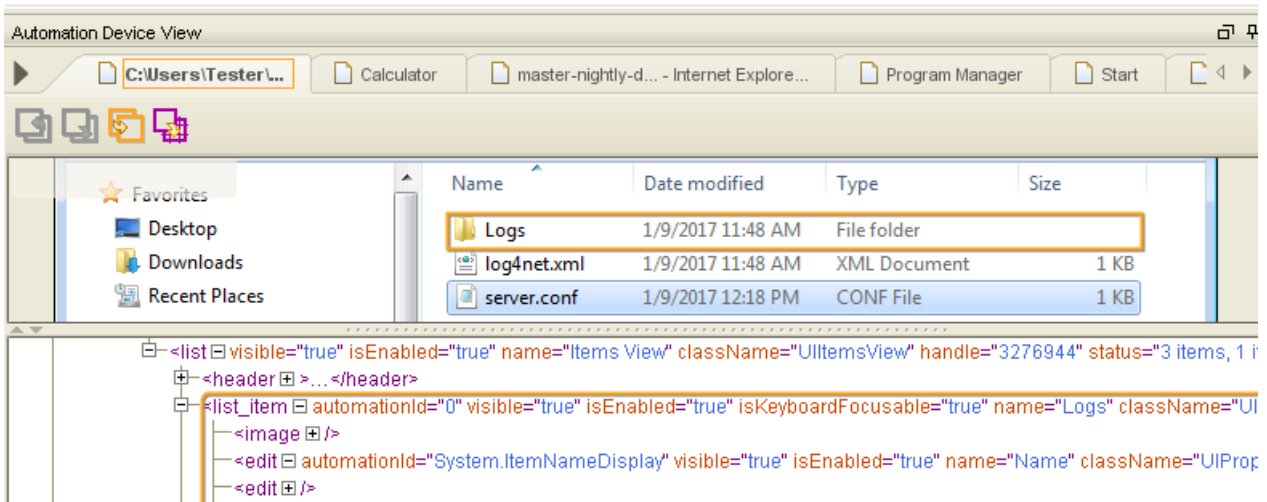 Automation Device View
C:\Users\Tester\... Calculator master-nightly-d... - Internet Explore... Program Manager Start
Favorites
Desktop
Downloads
Recent Places
Name Date modified Type Size
Logs 1/9/2017 11:48 AM File folder
log4net.xml 1/9/2017 11:48 AM XML Document 1 KB
server.conf 1/9/2017 12:18 PM CONF File 1 KB
<list visible="true" isEnabled="true" name="Items View" className="UIItemsView" handle="3276944" status="3 items, 1 i
<header >...</header>
<list_item automationId="0" visible="true" isEnabled="true" isKeyboardFocusable="true" name="Logs" className="UI
<image />
<edit automationId="System.ItemNameDisplay" visible="true" isEnabled="true" name="Name" className="UIProp
<edit />